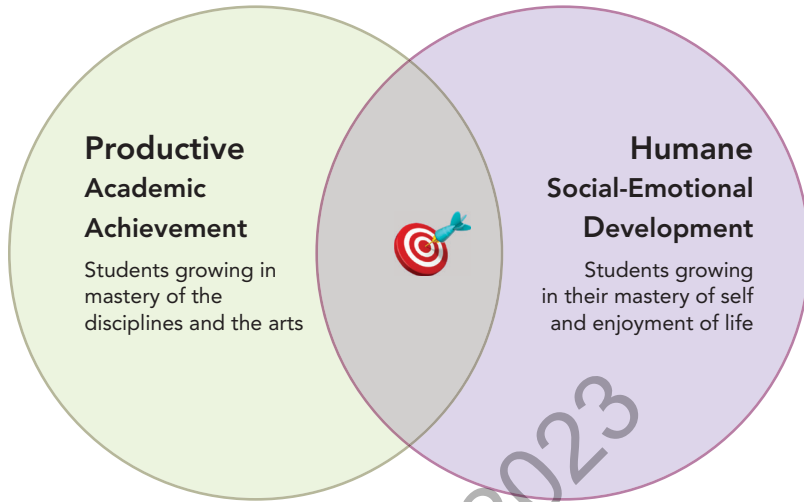 Productive
Academic
Achievement
Students growing in
mastery of the
disciplines and the arts
Humane
Social-Emotional
Development
Students growing
in their mastery of self
and enjoyment of life
2023